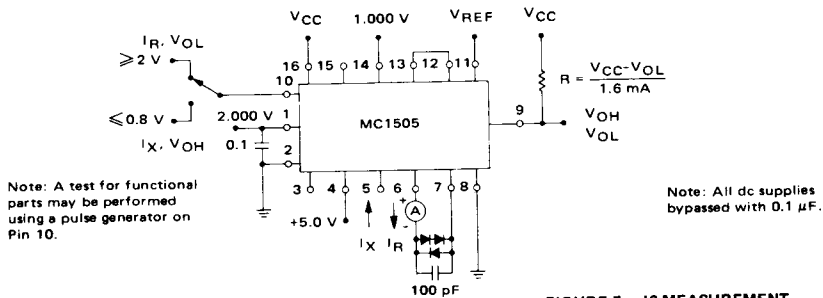 VCC 1.000 V VREF VCC
IR, VOL
≥2 V
16 15 14 13 12 11
10
R = VCC-VOL
1.6 mA
≤0.8 V
2.000 V
1
MC1505
9
VOH
VOL
IX, VOH
0.1
2
3 4 5 6 7 8
Note: A test for functional
parts may be performed
using a pulse generator on
Pin 10.
Note: All dc supplies
bypassed with 0.1 μF.
+5.0 V
IX IR
+
A
-
100 pF